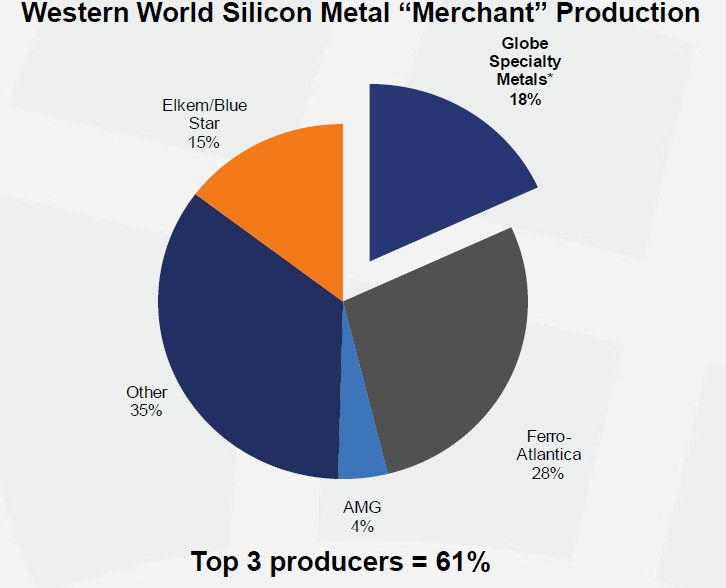 Western World Silicon Metal “Merchant” Production
Globe
Specialty
Metals*
18%
Elkem/Blue
Star
15%
Other
35%
Ferro-
Atlantica
28%
AMG
4%
Top 3 producers = 61%